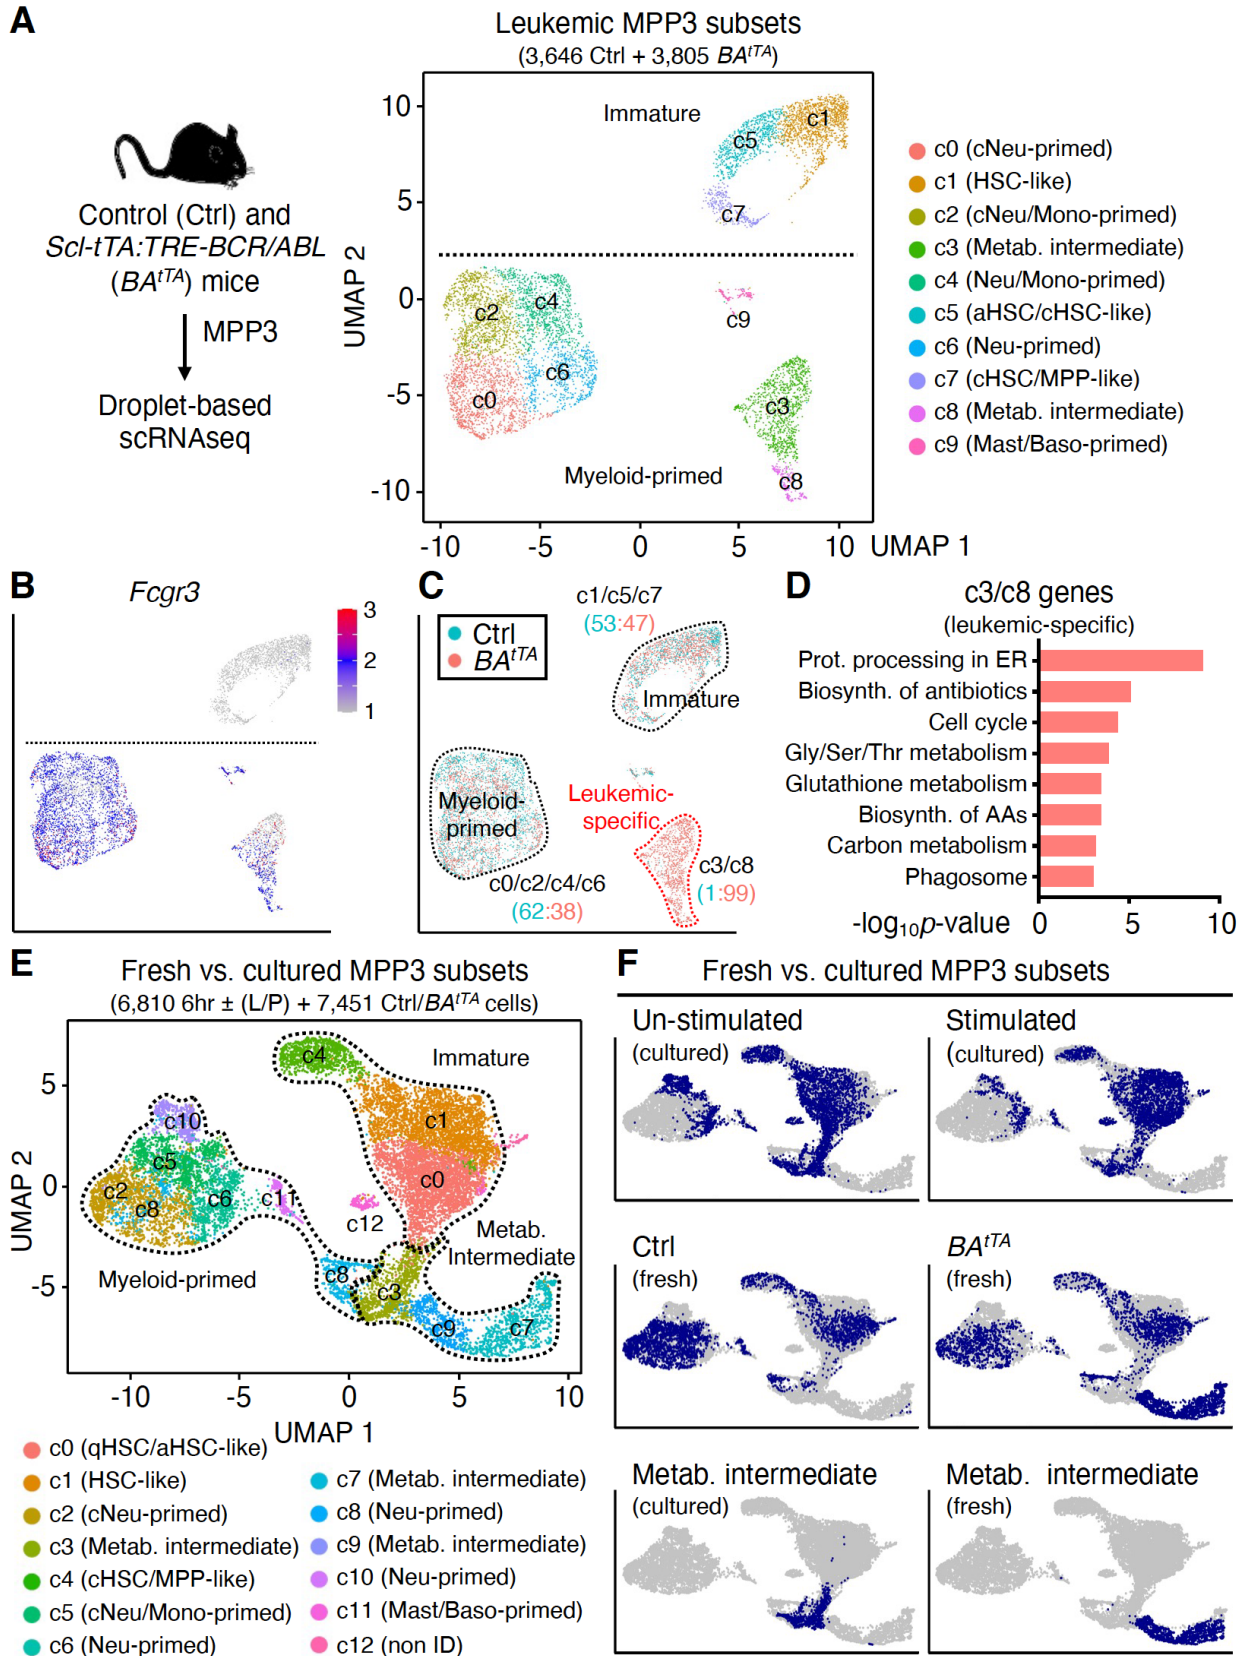 A
Leukemic MPP3 subsets
(3,646 Ctrl + 3,805 BAtTA)
Control (Ctrl) and
Scl-tTA:TRE-BCR/ABL
(BAtTA) mice
MPP3
Droplet-based
scRNAseq
UMAP 2
10
5
0
-5
-10
Immature
c1
c5
c7
c2
c4
c9
c6
c0
c3
c8
Myeloid-primed
-10
-5
0
5
10
UMAP 1
c0 (cNeu-primed)
c1 (HSC-like)
c2 (cNeu/Mono-primed)
c3 (Metab. intermediate)
c4 (Neu/Mono-primed)
c5 (aHSC/cHSC-like)
c6 (Neu-primed)
c7 (cHSC/MPP-like)
c8 (Metab. intermediate)
c9 (Mast/Baso-primed)
B
Fcgr3
3
2
1
C
Ctrl
BAtTA
c1/c5/c7
(53:47)
Immature
Myeloid-
primed
Leukemic-
specific
c0/c2/c4/c6
(62:38)
c3/c8
(1:99)
D
c3/c8 genes
(leukemic-specific)
Prot. processing in ER
Biosynth. of antibiotics
Cell cycle
Gly/Ser/Thr metabolism
Glutathione metabolism
Biosynth. of AAs
Carbon metabolism
Phagosome
-log10p-value
0
5
10
E
Fresh vs. cultured MPP3 subsets
(6,810 6hr ± (L/P) + 7,451 Ctrl/BAtTA cells)
UMAP 2
5
0
-5
c4
Immature
c10
c1
c5
c2
c8
c6
c11
c0
c12
Metab.
Intermediate
Myeloid-primed
c8
c3
c9
c7
-10
-5
0
5
10
UMAP 1
c0 (qHSC/aHSC-like)
c1 (HSC-like)
c2 (cNeu-primed)
c3 (Metab. intermediate)
c4 (cHSC/MPP-like)
c5 (cNeu/Mono-primed)
c6 (Neu-primed)
c7 (Metab. intermediate)
c8 (Neu-primed)
c9 (Metab. intermediate)
c10 (Neu-primed)
c11 (Mast/Baso-primed)
c12 (non ID)
F
Fresh vs. cultured MPP3 subsets
Un-stimulated
(cultured)
Stimulated
(cultured)
Ctrl
(fresh)
BAtTA
(fresh)
Metab. intermediate
(cultured)
Metab. intermediate
(fresh)